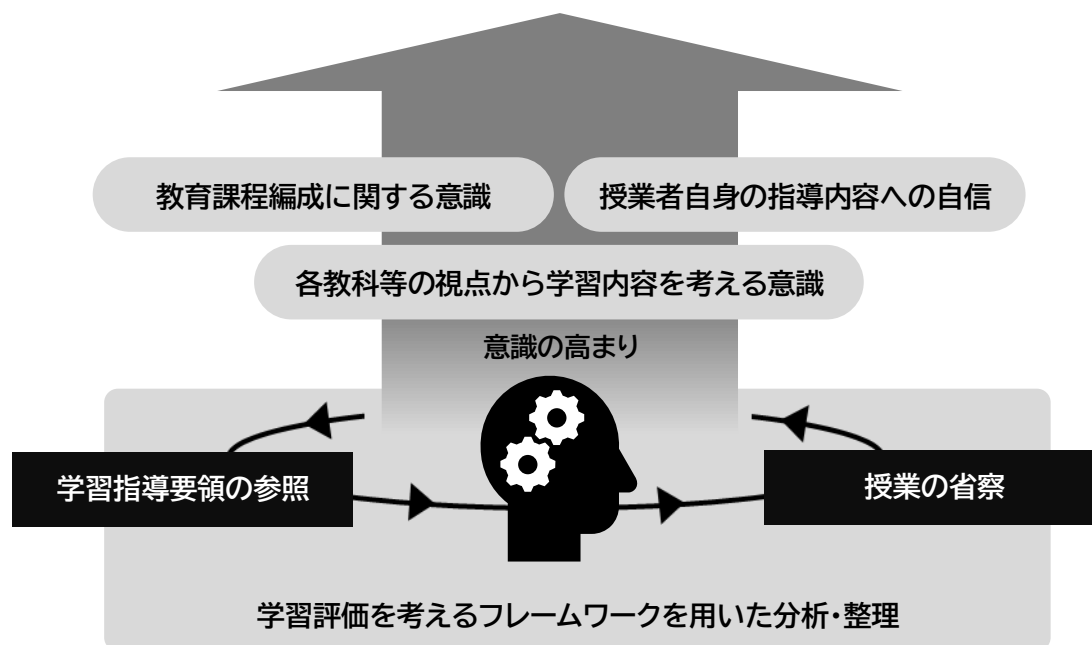 教育課程編成に関する意識
授業者自身の指導内容への自信
各教科等の視点から学習内容を考える意識
意識の高まり
学習指導要領の参照
授業の省察
学習評価を考えるフレームワークを用いた分析・整理